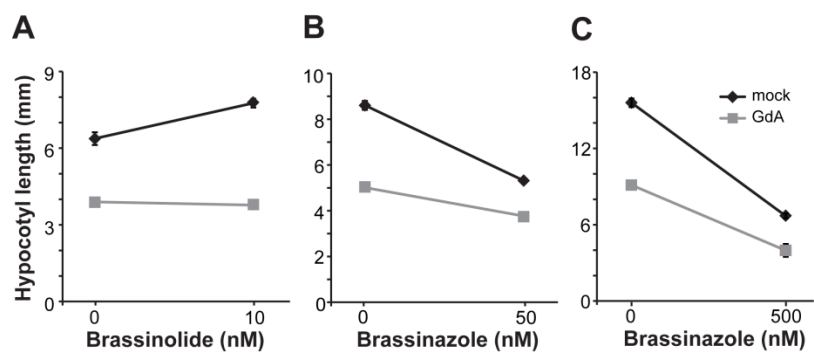 A
B
C
Hypocotyl length (mm)
9
6
3
0
0
10
Brassinolide (nM)
10
8
6
4
2
0
0
50
Brassinazole (nM)
18
12
6
0
0
500
Brassinazole (nM)
mock
GdA